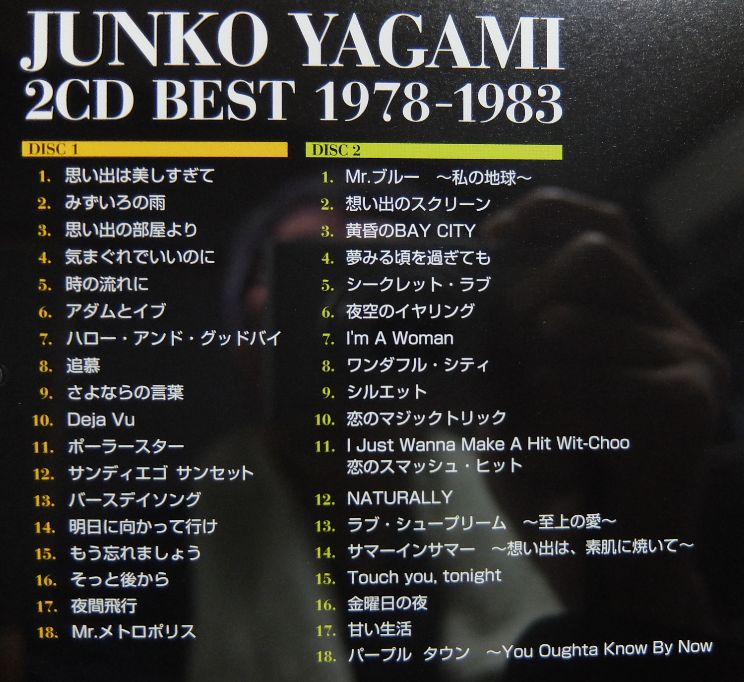 JUNKO YAGAMI
2CD BEST 1978-1983
DISC 1
1. 思い出は美しすぎて
2. みずいろの雨
3. 思い出の部屋より
4. 気まぐれでいいのに
5. 時の流れに
6. アダムとイブ
7. ハロー・アンド・グッドバイ
8. 追慕
9. さよならの言葉
10. Deja Vu
11. ポーラースター
12. サンディエゴ サンセット
13. バースデイソング
14. 明日に向かって行け
15. もう忘れましょう
16. そっと後から
17. 夜間飛行
18. Mr.メトロポリス
DISC 2
1. Mr.ブルー ～私の地球～
2. 想い出のスクリーン
3. 黄昏のBAY CITY
4. 夢みる頃を過ぎても
5. シークレット・ラブ
6. 夜空のイヤリング
7. I'm A Woman
8. ワンダフル・シティ
9. シルエット
10. 恋のマジックトリック
11. I Just Wanna Make A Hit Wit-Choo
恋のスマッシュ・ヒット
12. NATURALLY
13. ラブ・シュープリーム ～至上の愛～
14. サマーインサマー ～想い出は、素肌に焼いて～
15. Touch you, tonight
16. 金曜日の夜
17. 甘い生活
18. パープル タウン ～You Oughta Know By Now